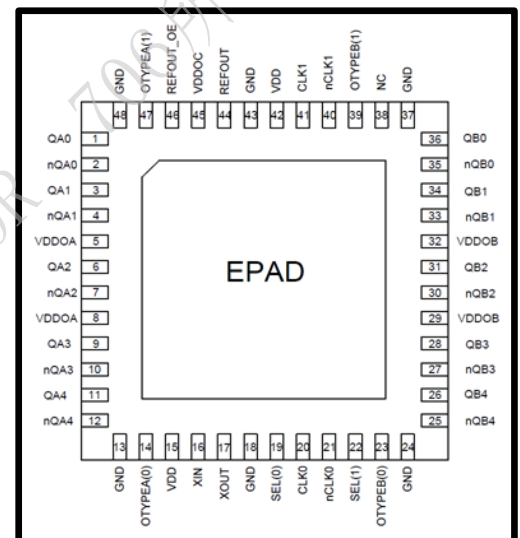 GND
OTYPEA(1)
REFOUT_OE
VDDOC
REFOUT
GND
VDD
CLK1
nCLK1
OTYPEB(1)
NC
GND
48 47 46 45 44 43 42 41 40 39 38 37
QA0 1
nQA0 2
QA1 3
nQA1 4
VDDOA 5
QA2 6
nQA2 7
VDDOA 8
QA3 9
nQA3 10
QA4 11
nQA4 12
EPAD
36 QB0
35 nQB0
34 QB1
33 nQB1
32 VDDOB
31 QB2
30 nQB2
29 VDDOB
28 QB3
27 nQB3
26 QB4
25 nQB4
13 14 15 16 17 18 19 20 21 22 23 24
GND
OTYPEA(0)
VDD
XIN
XOUT
GND
SEL(0)
CLK0
nCLK0
SEL(1)
OTYPEB(0)
GND
706所
OR